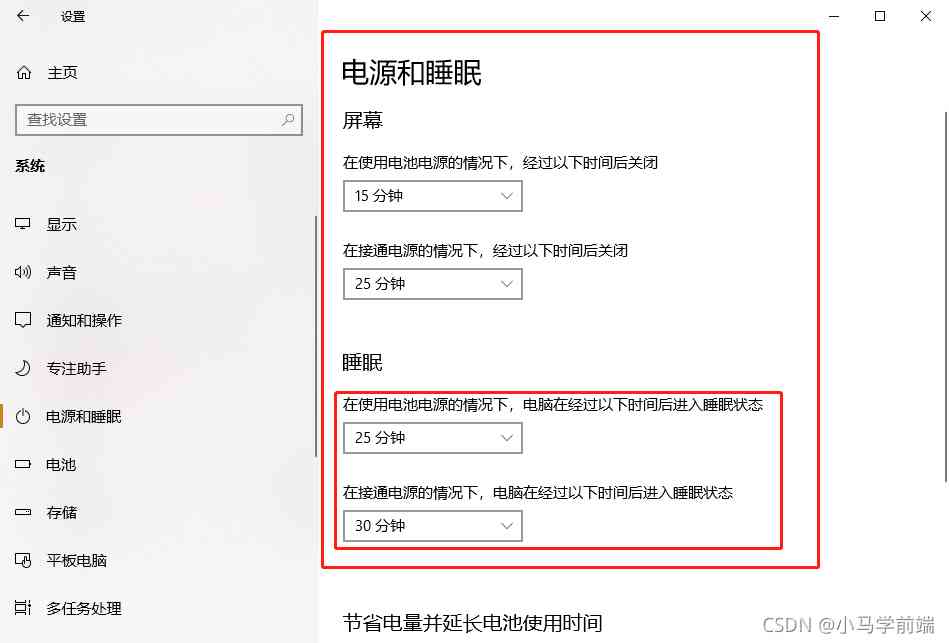 设置
主页
查找设置
系统
显示
声音
通知和操作
专注助手
电源和睡眠
电池
存储
平板电脑
多任务处理
电源和睡眠
屏幕
在使用电池电源的情况下，经过以下时间后关闭
15 分钟
在接通电源的情况下，经过以下时间后关闭
25 分钟
睡眠
在使用电池电源的情况下，电脑在经过以下时间后进入睡眠状态
25 分钟
在接通电源的情况下，电脑在经过以下时间后进入睡眠状态
30 分钟
节省电量并延长电池使用时间
CSDN @小马学前端